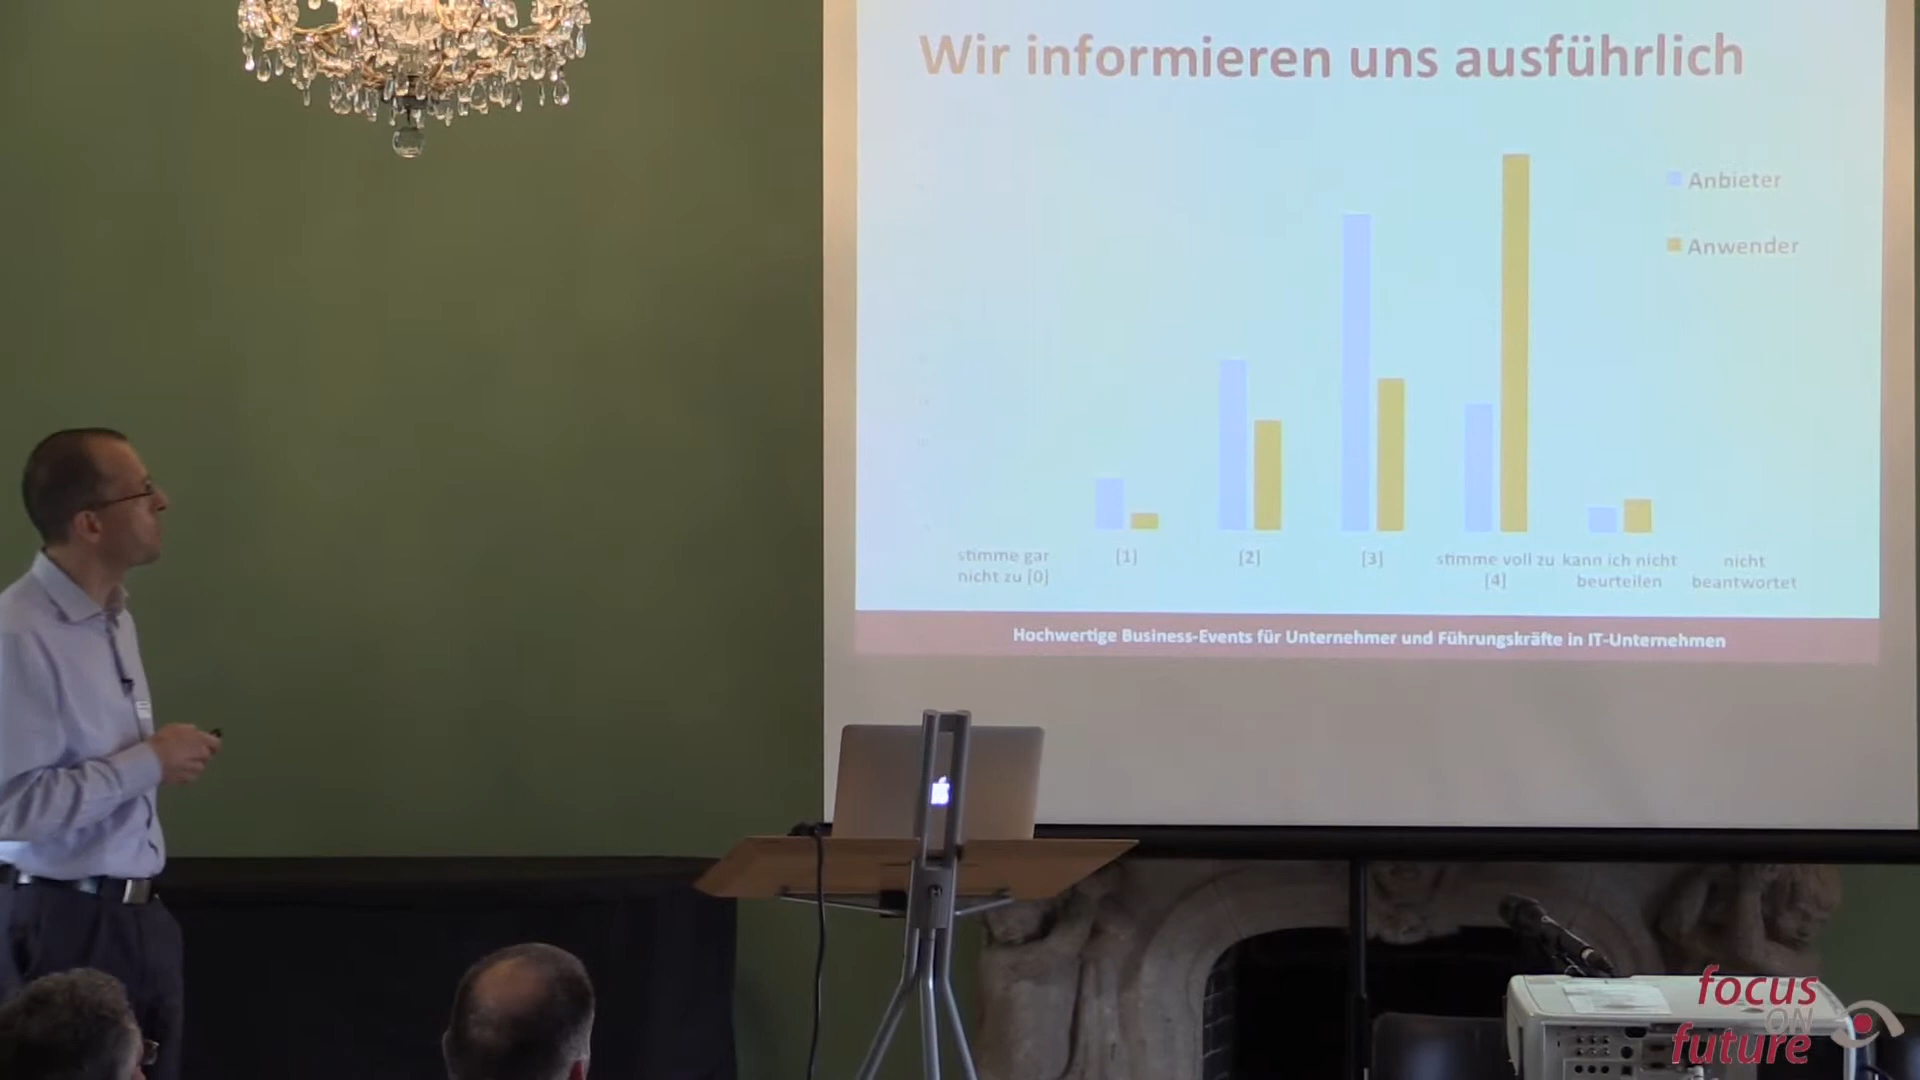 Wir informieren uns ausführlich
Anbieter
Anwender
stimme gar
nicht zu [0]
[1]
[2]
[3]
stimme voll zu
[4]
kann ich nicht
beurteilen
nicht
beantwortet
Hochwertige Business-Events für Unternehmer und Führungskräfte in IT-Unternehmen
focus
ON
future